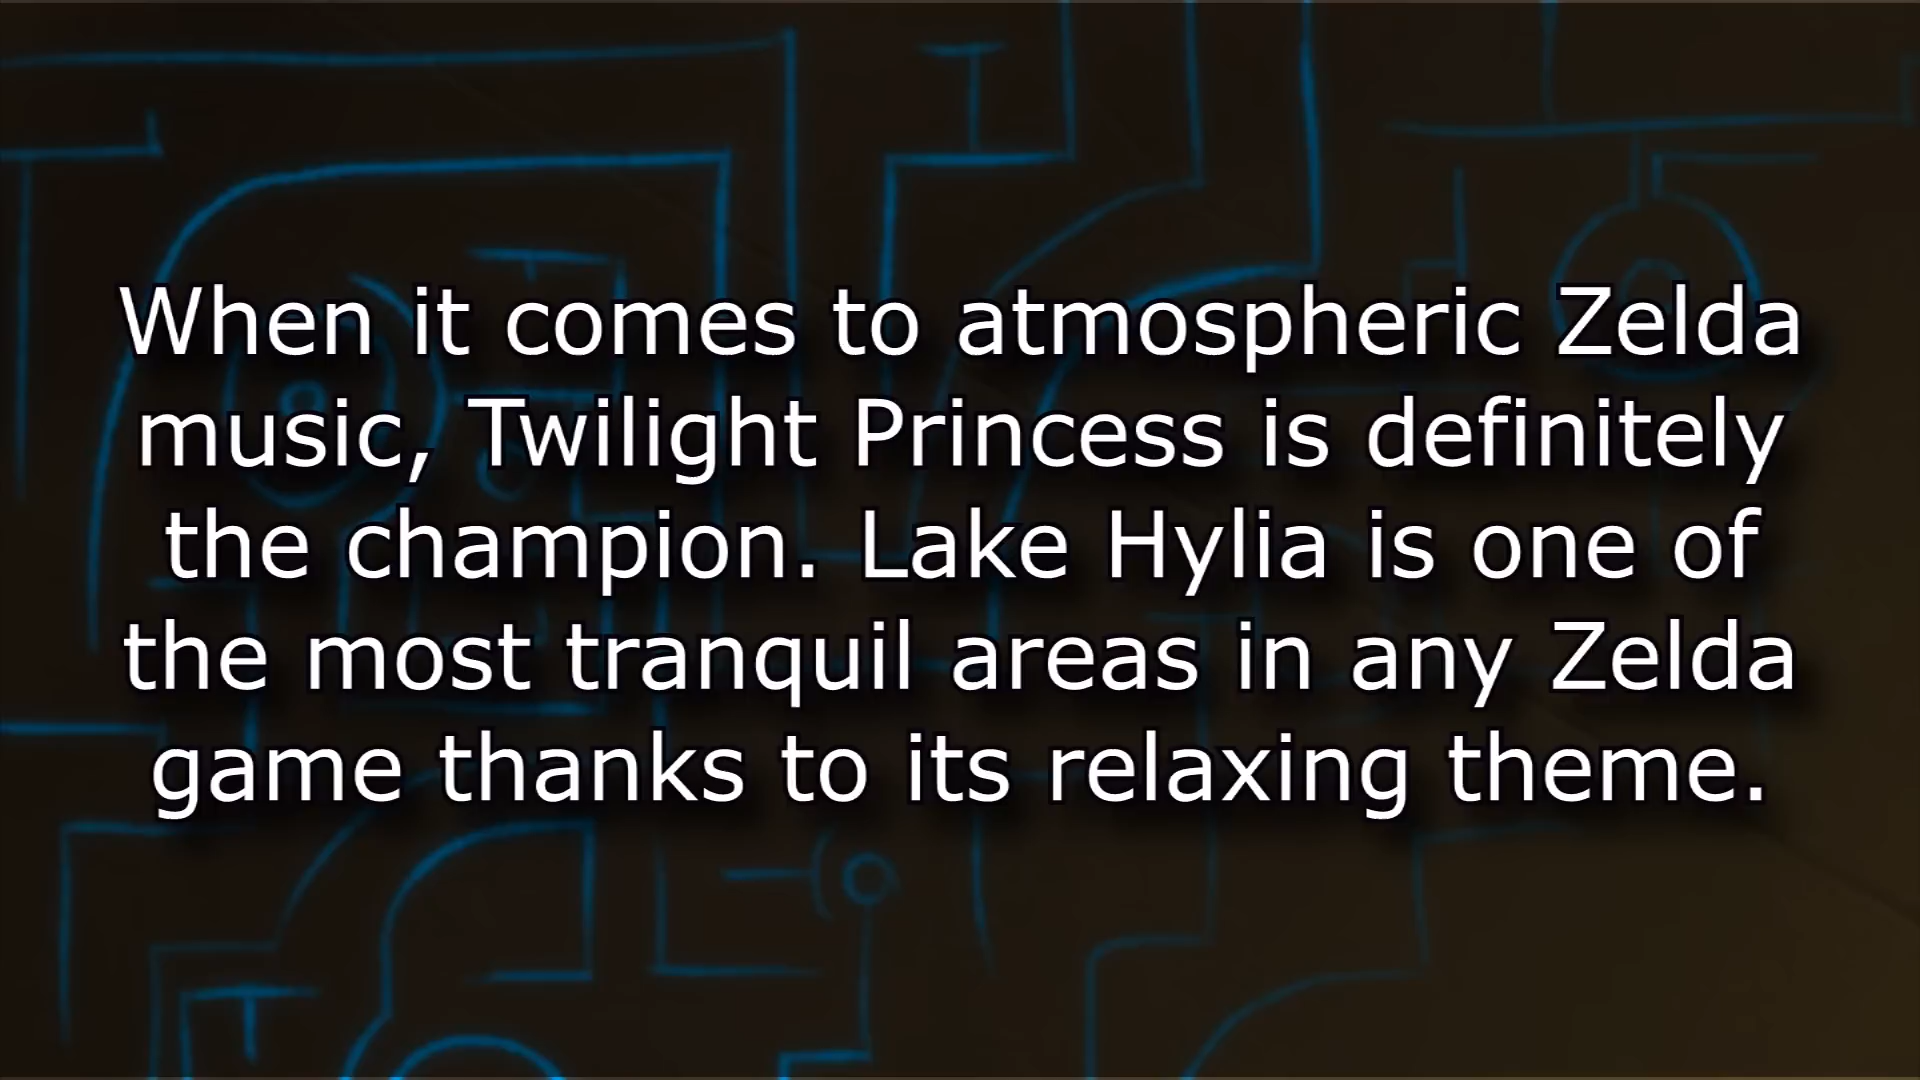 When it comes to atmospheric Zelda
music, Twilight Princess is definitely
the champion. Lake Hylia is one of
the most tranquil areas in any Zelda
game thanks to its relaxing theme.